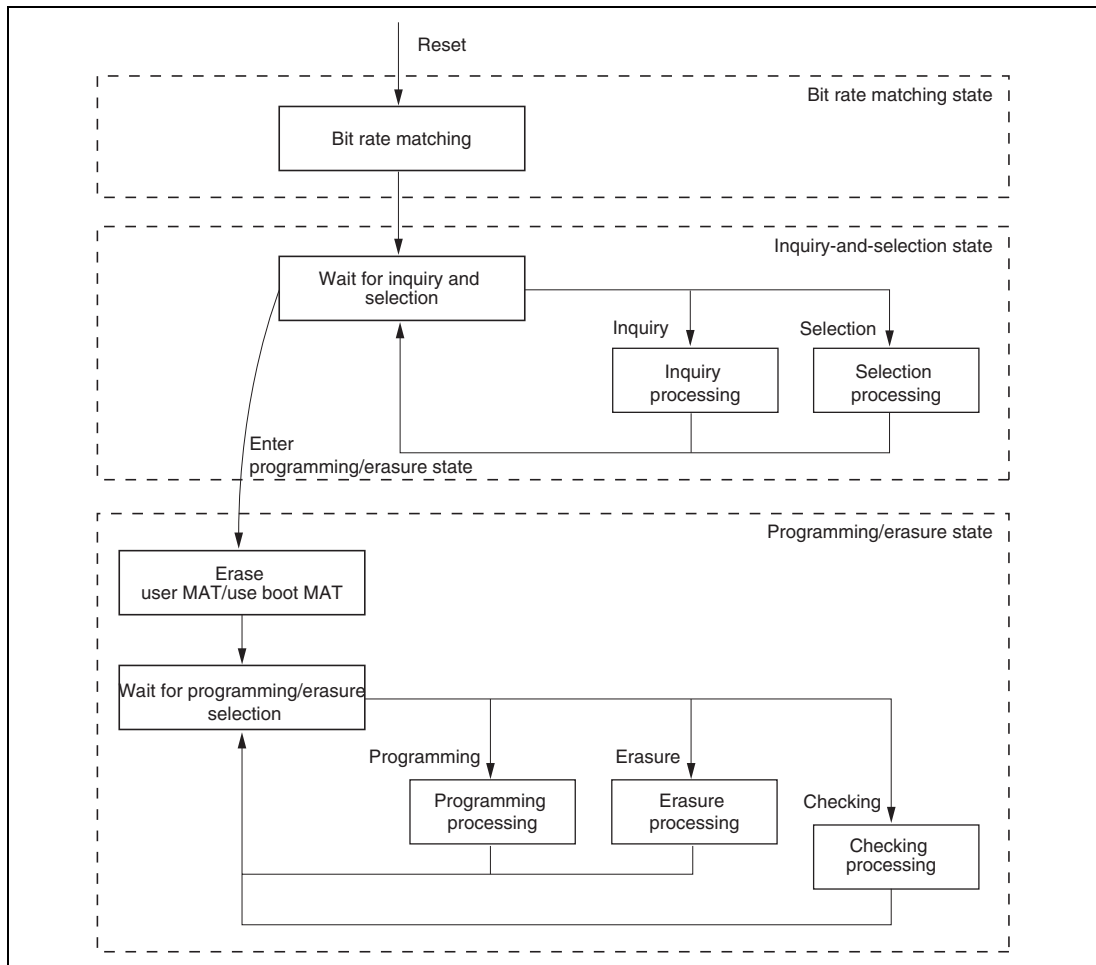 Reset
Bit rate matching state
Bit rate matching
Inquiry-and-selection state
Wait for inquiry and
selection
Inquiry
Selection
Inquiry
processing
Selection
processing
Enter
programming/erasure state
Programming/erasure state
Erase
user MAT/use boot MAT
Wait for programming/erasure
selection
Programming
Erasure
Checking
Programming
processing
Erasure
processing
Checking
processing